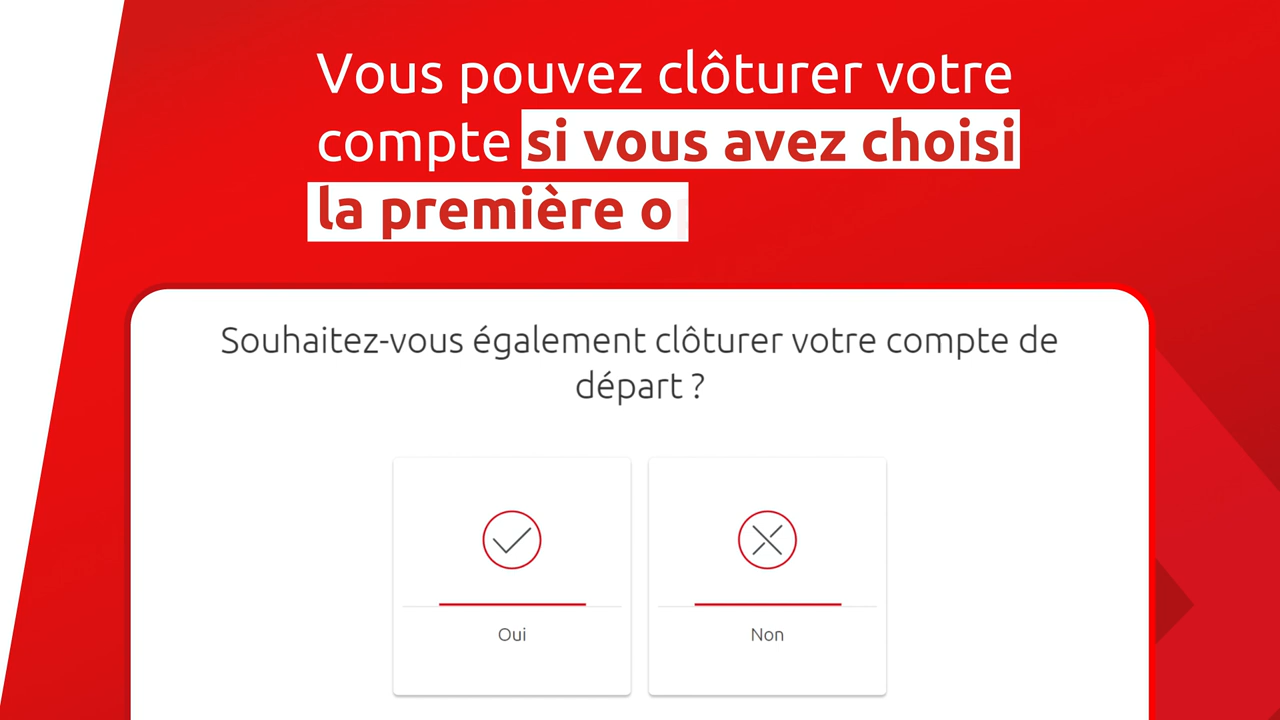 Vous pouvez clôturer votre
compte si vous avez choisi
la première o
Souhaitez-vous également clôturer votre compte de
départ ?
Oui
Non